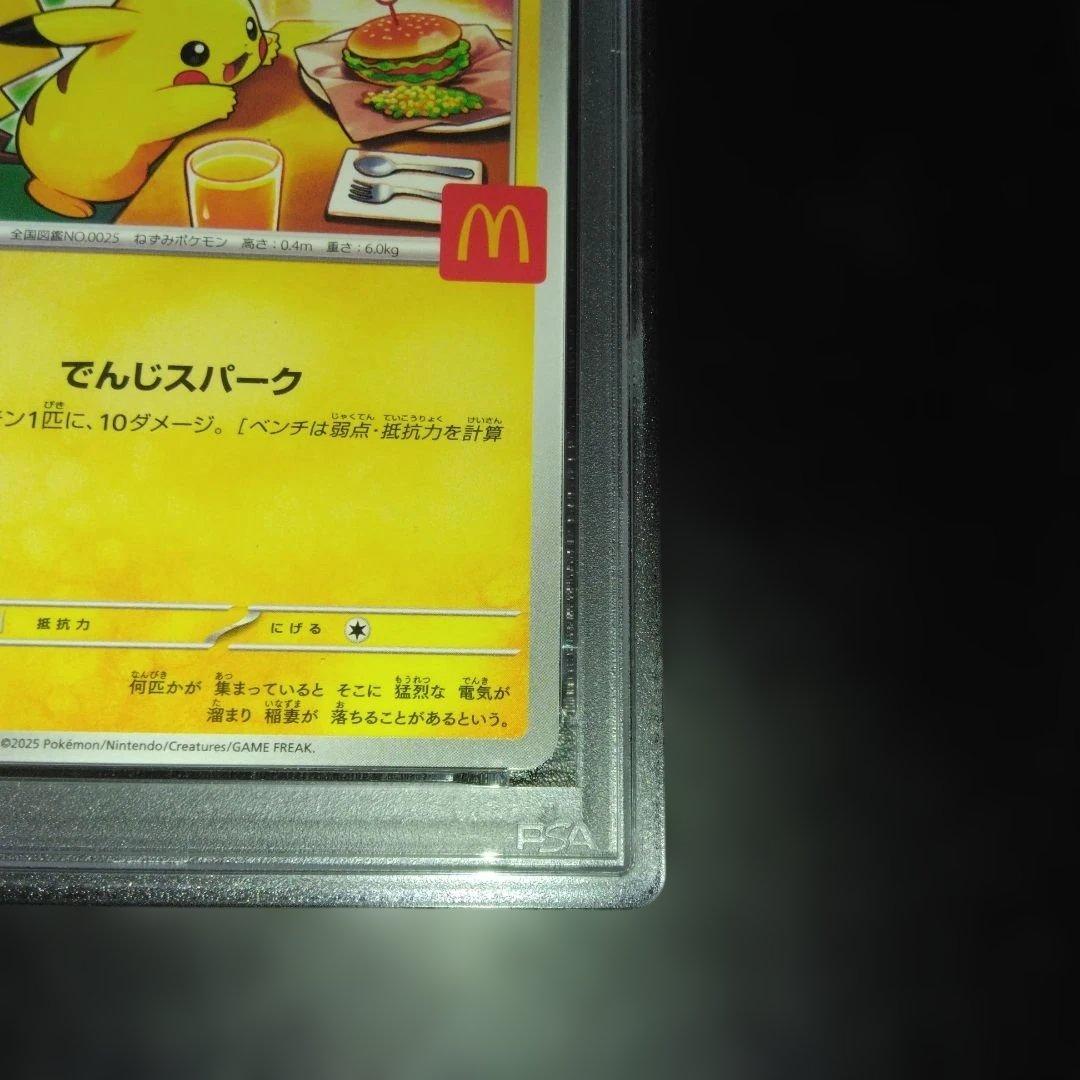 全国図鑑NO.0025 ねずみポケモン 高さ：0.4m 重さ：6.0kg
M
でんじスパーク
ン1匹に、10ダメージ。［ベンチは弱点・抵抗力を計算
抵抗力 にげる
何匹かが 集まっていると そこに 猛烈な 電気が
溜まり 稲妻が 落ちることがあるという。
©2025 Pokémon/Nintendo/Creatures/GAME FREAK.
PSA